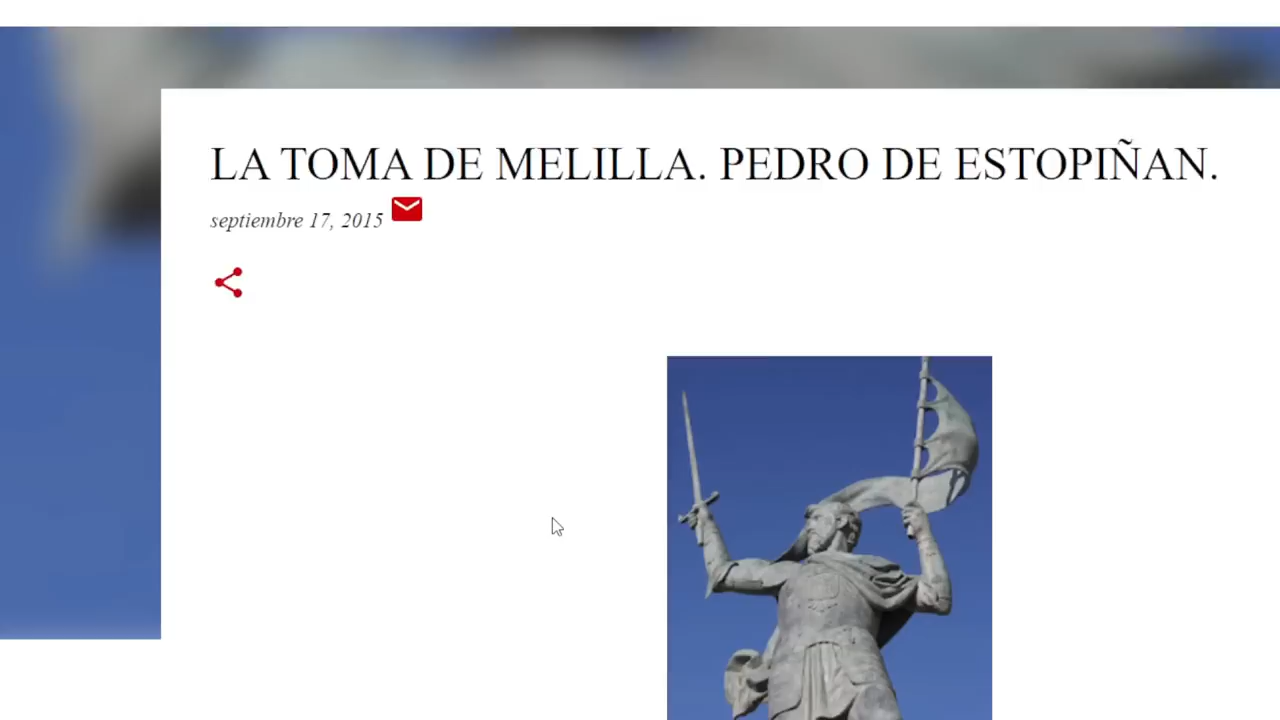 LA TOMA DE MELILLA. PEDRO DE ESTOPIÑAN.
septiembre 17, 2015